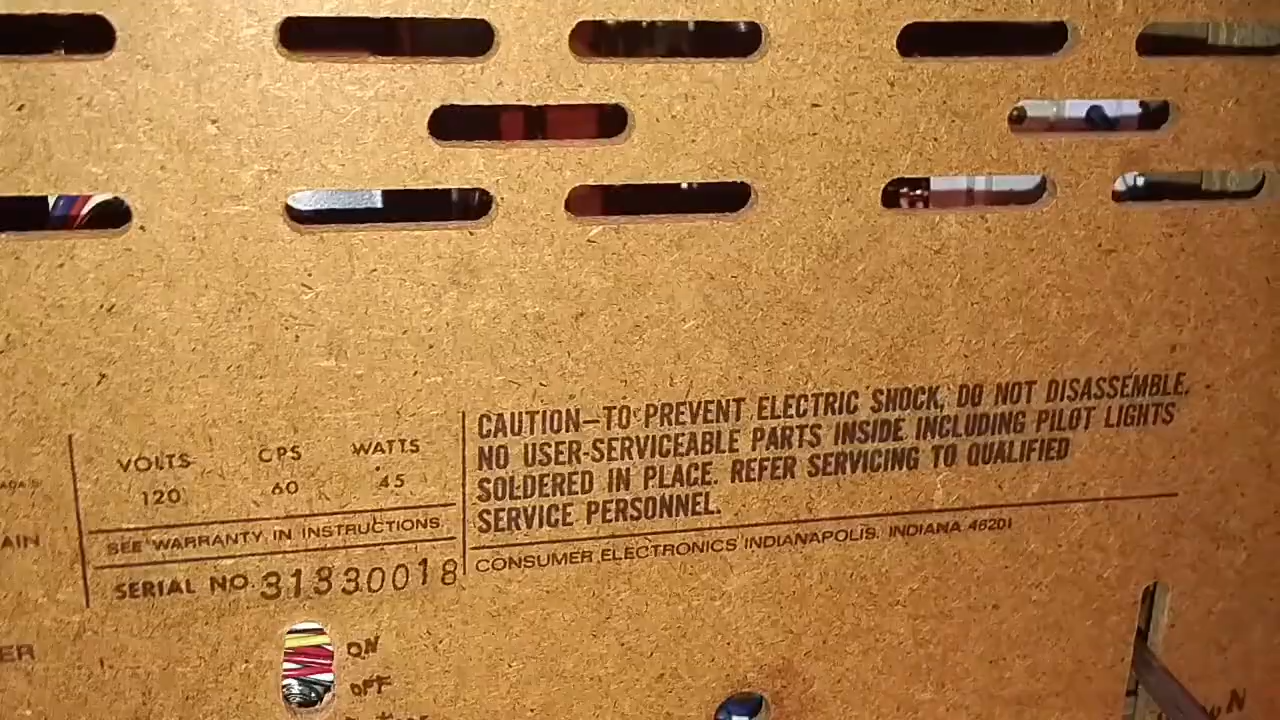 VOLTS CPS WATTS
120 60 45
SEE WARRANTY IN INSTRUCTIONS
SERIAL NO. 31330018
CAUTION—TO PREVENT ELECTRIC SHOCK, DO NOT DISASSEMBLE.
NO USER-SERVICEABLE PARTS INSIDE INCLUDING PILOT LIGHTS
SOLDERED IN PLACE. REFER SERVICING TO QUALIFIED
SERVICE PERSONNEL.
CONSUMER ELECTRONICS INDIANAPOLIS, INDIANA 46201
AIN
ER
ON
OFF